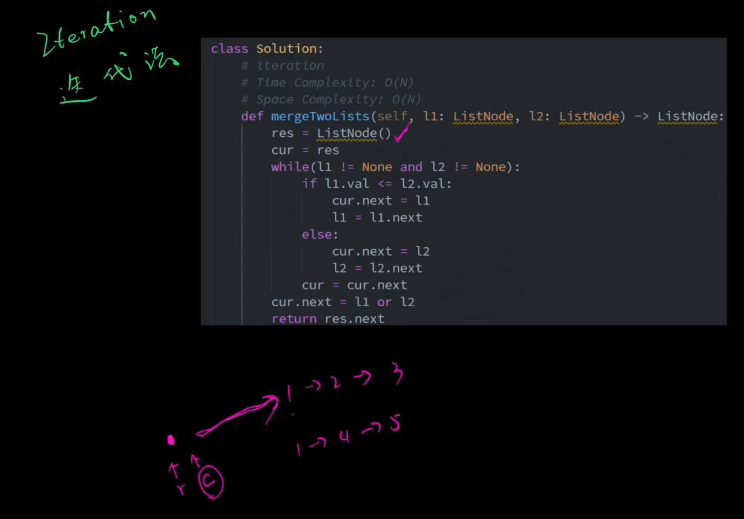 Iteration
迭代法
class Solution:
# iteration
# Time Complexity: O(N)
# Space Complexity: O(N)
def mergeTwoLists(self, l1: ListNode, l2: ListNode) -> ListNode:
res = ListNode()
cur = res
while(l1 != None and l2 != None):
if l1.val <= l2.val:
cur.next = l1
l1 = l1.next
else:
cur.next = l2
l2 = l2.next
cur = cur.next
cur.next = l1 or l2
return res.next
1 → 2 → 3
1 → 4 → 5
r C